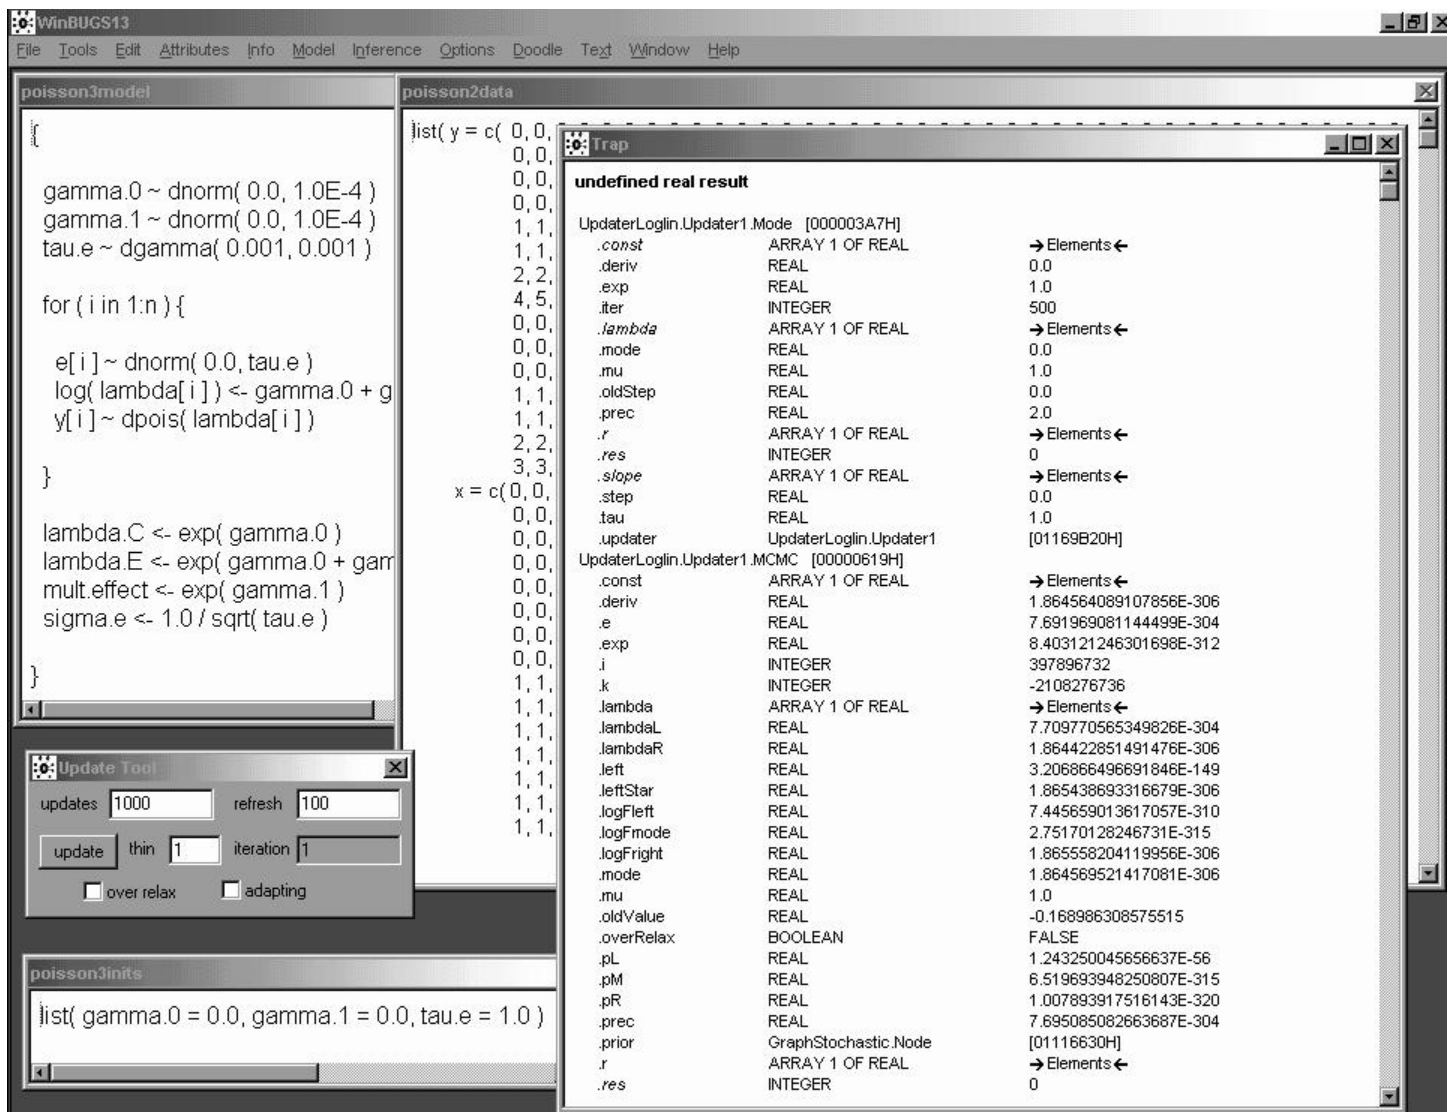 WinBUGS13
File Tools Edit Attributes Info Model Inference Options Doodle Text Window Help
poisson3model
{
gamma.0 ~ dnorm( 0.0, 1.0E-4 )
gamma.1 ~ dnorm( 0.0, 1.0E-4 )
tau.e ~ dgamma( 0.001, 0.001 )
for ( i in 1:n ) {
e[ i ] ~ dnorm( 0.0, tau.e )
log( lambda[ i ] ) <- gamma.0 + g
y[ i ] ~ dpois( lambda[ i ] )
}
lambda.C <- exp( gamma.0 )
lambda.E <- exp( gamma.0 + gam
mult.effect <- exp( gamma.1 )
sigma.e <- 1.0 / sqrt( tau.e )
}
poisson2data
list( y = c( 0, 0,
0, 0,
0, 0,
0, 0,
1, 1,
1, 1,
2, 2,
4, 5,
0, 0,
0, 0,
0, 0,
1, 1,
1, 1,
2, 2,
3, 3,
x = c( 0, 0,
0, 0,
0, 0,
0, 0,
0, 0,
0, 0,
0, 0,
0, 0,
1, 1,
1, 1,
1, 1,
1, 1,
1, 1,
1, 1,
1, 1,
Trap
undefined real result
UpdaterLoglin.Updater1.Mode [000003A7H]
.const ARRAY 1 OF REAL →Elements←
.deriv REAL 0.0
.exp REAL 1.0
.iter INTEGER 500
.lambda ARRAY 1 OF REAL →Elements←
.mode REAL 0.0
.mu REAL 1.0
.oldStep REAL 0.0
.prec REAL 2.0
.r ARRAY 1 OF REAL →Elements←
.res INTEGER 0
.slope ARRAY 1 OF REAL →Elements←
.step REAL 0.0
.tau REAL 1.0
.updater UpdaterLoglin.Updater1 [01169B20H]
UpdaterLoglin.Updater1.MCMC [00000619H]
.const ARRAY 1 OF REAL →Elements←
.deriv REAL 1.864564089107856E-306
.e REAL 7.691969081144499E-304
.exp REAL 8.403121246301698E-312
.i INTEGER 397896732
.k INTEGER -2108276736
.lambda ARRAY 1 OF REAL →Elements←
.lambdaL REAL 7.709770565349826E-304
.lambdaR REAL 1.864422851491476E-306
.left REAL 3.206866496691846E-149
.leftStar REAL 1.865438693316679E-306
.logFleft REAL 7.445659013617057E-310
.logFmode REAL 2.75170128246731E-315
.logFright REAL 1.865558204119956E-306
.mode REAL 1.864569521417081E-306
.mu REAL 1.0
.oldValue REAL -0.168986308575515
.overRelax BOOLEAN FALSE
.pL REAL 1.243250045656637E-56
.pM REAL 6.519693948250807E-315
.pR REAL 1.007893917516143E-320
.prec REAL 7.695085082663687E-304
.prior GraphStochastic.Node [01116630H]
.r ARRAY 1 OF REAL →Elements←
.res INTEGER 0
Update Tool
updates 1000 refresh 100
update thin 1 iteration 1
over relax adapting
poisson3inits
list( gamma.0 = 0.0, gamma.1 = 0.0, tau.e = 1.0 )